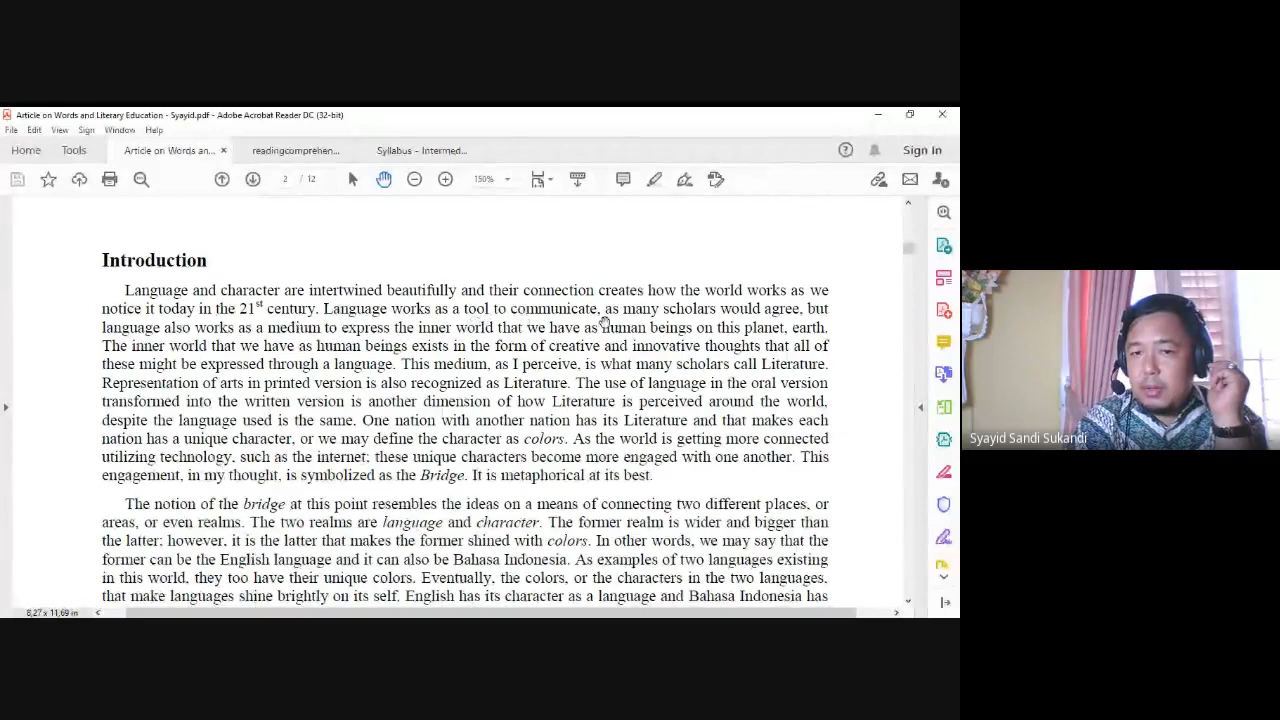 Article on Words and Literary Education - Syayid.pdf - Adobe Acrobat Reader DC (32-bit)
File Edit View Sign Window Help
Home Tools Article on Words an... × readingcomprehen... Syllabus - Intermed... Sign In
2 / 12 150%
Introduction
Language and character are intertwined beautifully and their connection creates how the world works as we
notice it today in the 21st century. Language works as a tool to communicate, as many scholars would agree, but
language also works as a medium to express the inner world that we have as human beings on this planet, earth.
The inner world that we have as human beings exists in the form of creative and innovative thoughts that all of
these might be expressed through a language. This medium, as I perceive, is what many scholars call Literature.
Representation of arts in printed version is also recognized as Literature. The use of language in the oral version
transformed into the written version is another dimension of how Literature is perceived around the world,
despite the language used is the same. One nation with another nation has its Literature and that makes each
nation has a unique character, or we may define the character as colors. As the world is getting more connected
utilizing technology, such as the internet; these unique characters become more engaged with one another. This
engagement, in my thought, is symbolized as the Bridge. It is metaphorical at its best.
The notion of the bridge at this point resembles the ideas on a means of connecting two different places, or
areas, or even realms. The two realms are language and character. The former realm is wider and bigger than
the latter; however, it is the latter that makes the former shined with colors. In other words, we may say that the
former can be the English language and it can also be Bahasa Indonesia. As examples of two languages existing
in this world, they too have their unique colors. Eventually, the colors, or the characters in the two languages,
that make languages shine brightly on its self. English has its character as a language and Bahasa Indonesia has
8,27 x 11,69 in
Syayid Sandi Sukandi